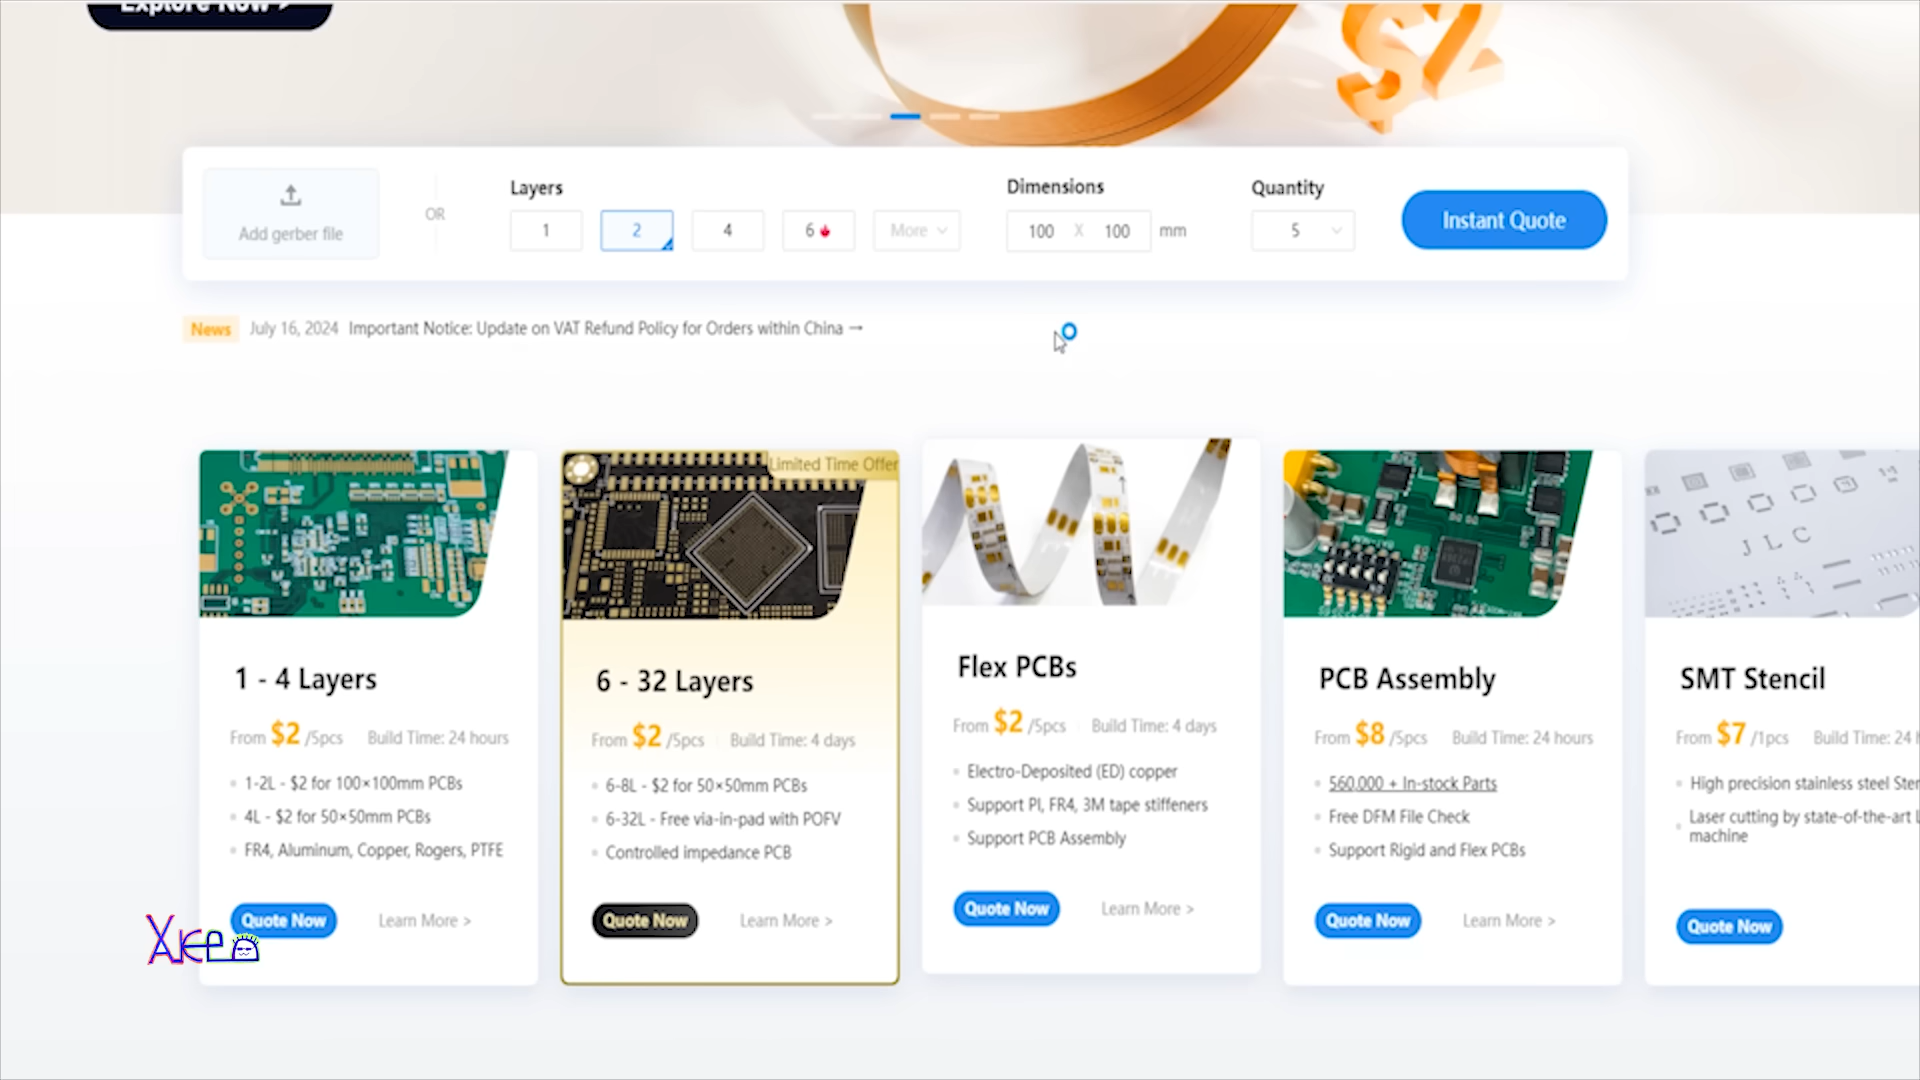 Explore Now >
$2
Add gerber file
OR
Layers
1
2
4
6
More
Dimensions
100 X 100 mm
Quantity
5
Instant Quote
News July 16, 2024 Important Notice: Update on VAT Refund Policy for Orders within China →
1 - 4 Layers
From $2 /5pcs Build Time: 24 hours
1-2L - $2 for 100×100mm PCBs
4L - $2 for 50×50mm PCBs
FR4, Aluminum, Copper, Rogers, PTFE
Quote Now Learn More >
Limited Time Offer
6 - 32 Layers
From $2 /5pcs Build Time: 4 days
6-8L - $2 for 50×50mm PCBs
6-32L - Free via-in-pad with POFV
Controlled impedance PCB
Quote Now Learn More >
Flex PCBs
From $2 /5pcs Build Time: 4 days
Electro-Deposited (ED) copper
Support PI, FR4, 3M tape stiffeners
Support PCB Assembly
Quote Now Learn More >
PCB Assembly
From $8 /5pcs Build Time: 24 hours
560,000 + In-stock Parts
Free DFM File Check
Support Rigid and Flex PCBs
Quote Now Learn More >
J L C
SMT Stencil
From $7 /1pcs Build Time: 24
High precision stainless steel
Laser cutting by state-of-the-art
machine
Quote Now